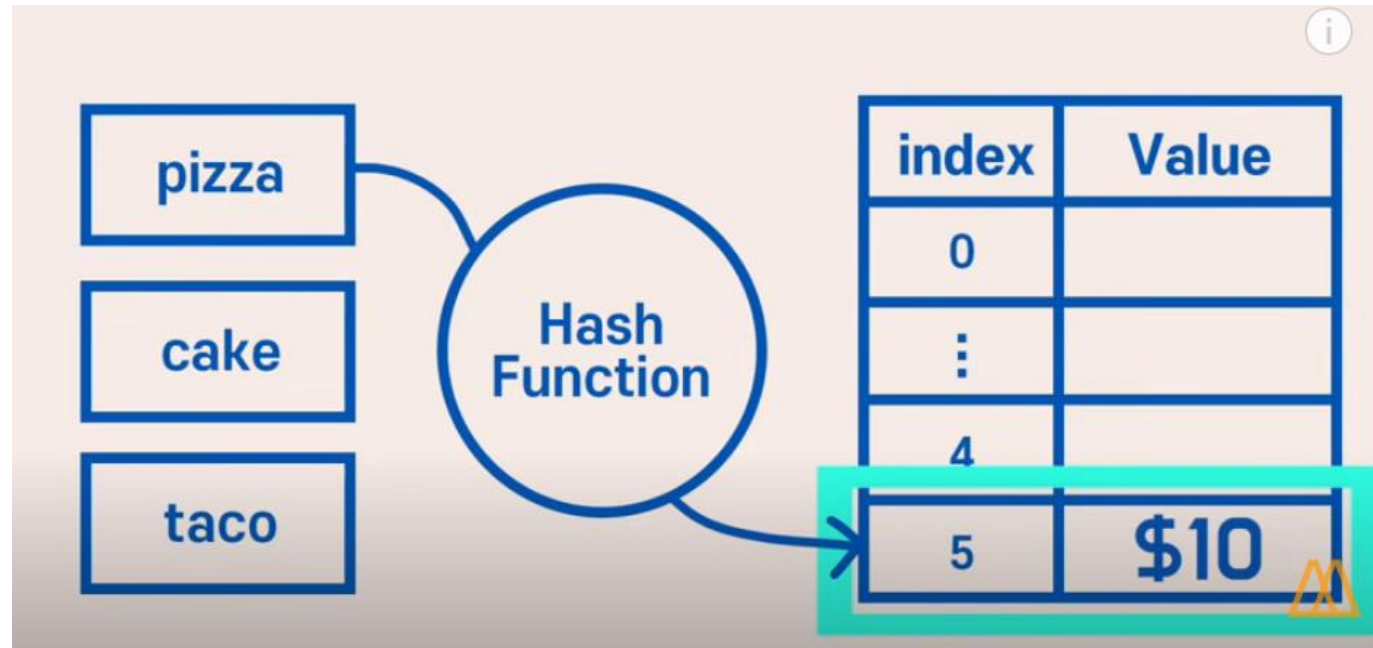 i
pizza
cake
taco
Hash
Function
index Value
0
⋮
4
5 $10